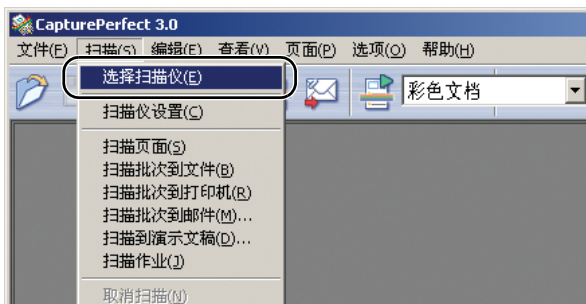 CapturePerfect 3.0
文件(F) 扫描(S) 编辑(E) 查看(V) 页面(P) 选项(O) 帮助(H)
选择扫描仪(E)
彩色文档
扫描仪设置(C)
扫描页面(S)
扫描批次到文件(B)
扫描批次到打印机(R)
扫描批次到邮件(M)...
扫描到演示文稿(D)...
扫描作业(J)
取消扫描(N)